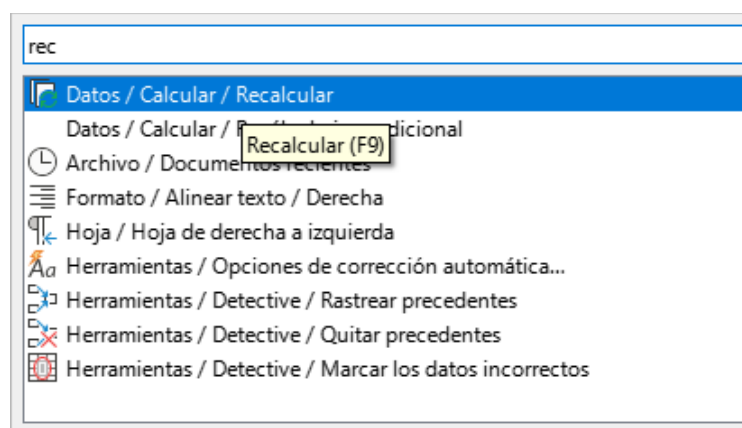 rec
Datos / Calcular / Recalcular
Datos / Calcular / dicional
Recalcular (F9)
Archivo / Documentos recientes
Formato / Alinear texto / Derecha
Hoja / Hoja de derecha a izquierda
Herramientas / Opciones de corrección automática...
Herramientas / Detective / Rastrear precedentes
Herramientas / Detective / Quitar precedentes
Herramientas / Detective / Marcar los datos incorrectos